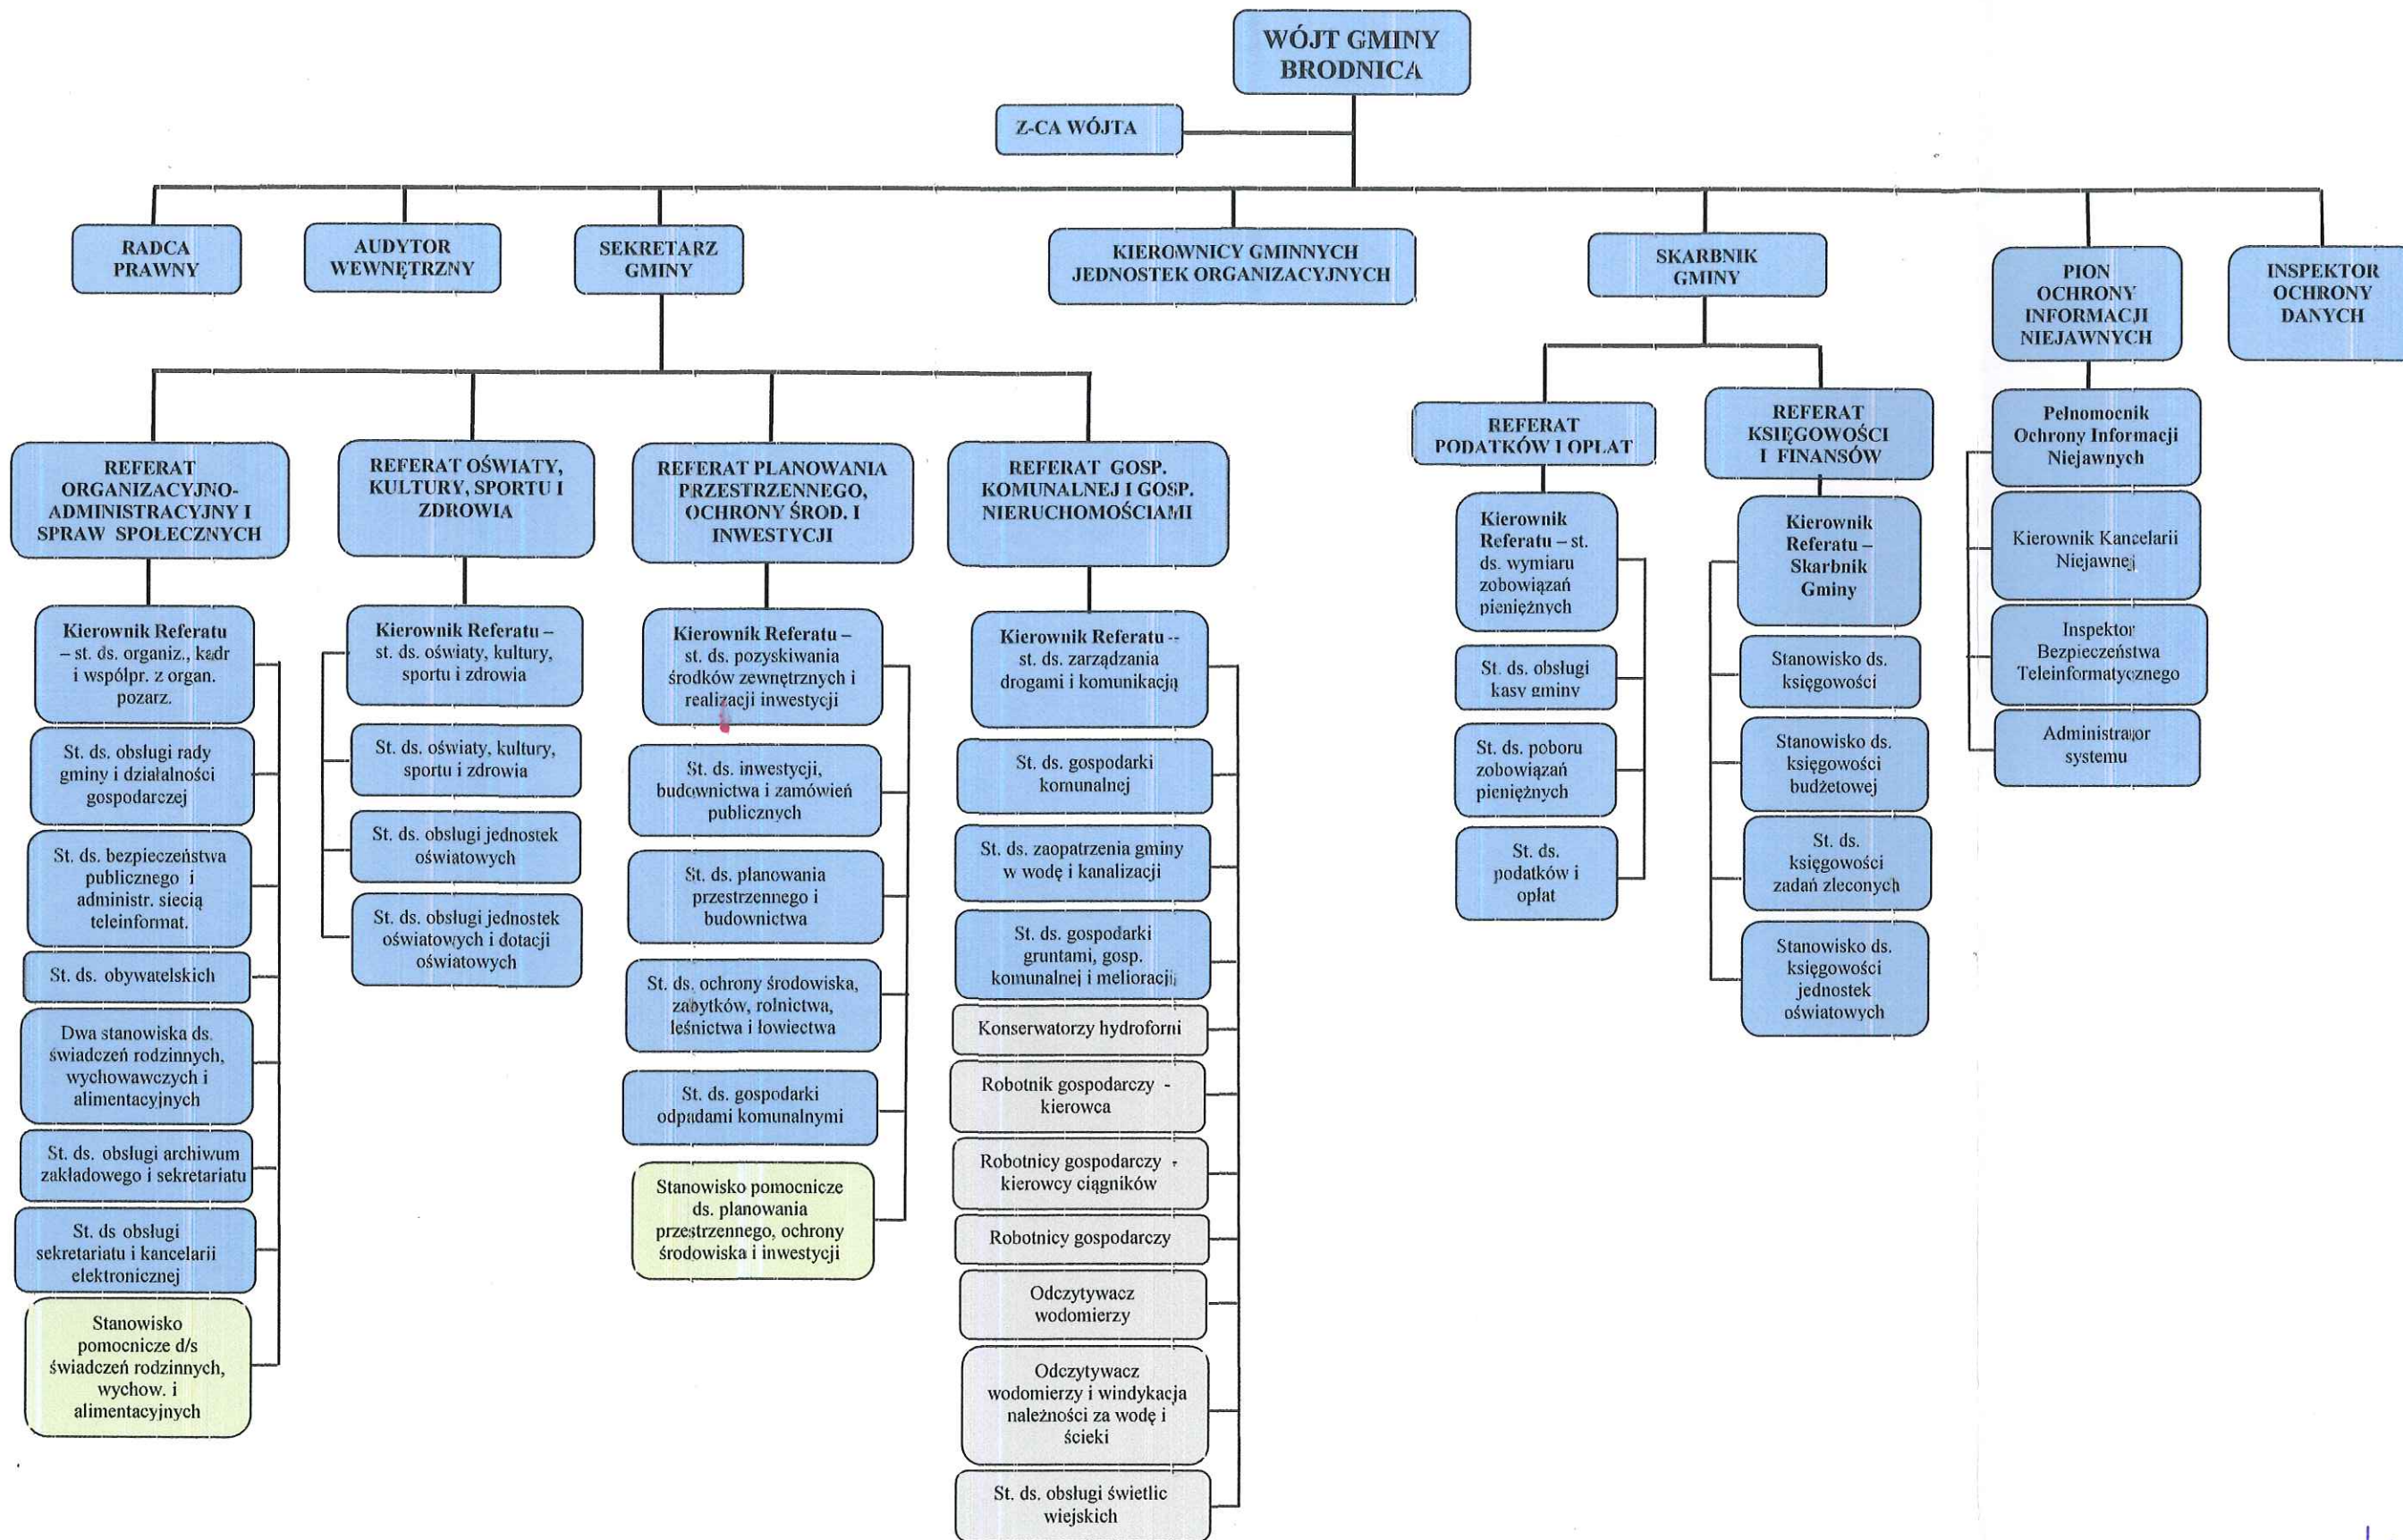 WÓJT GMINY
BRODNICA
Z-CA WÓJTA
RADCA
PRAWNY
AUDYTOR
WEWNĘTRZNY
SEKRETARZ
GMINY
KIEROWNICY GMINNYCH
JEDNOSTEK ORGANIZACYJNYCH
SKARBNIK
GMINY
PION
OCHRONY
INFORMACJI
NIEJAWNYCH
INSPEKTOR
OCHRONY
DANYCH
REFERAT
ORGANIZACYJNO-
ADMINISTRACYJNY I
SPRAW SPOŁECZNYCH
Kierownik Referatu
– st. ds. organiz., kadr
i współpr. z organ.
pozarz.
St. ds. obsługi rady
gminy i działalności
gospodarczej
St. ds. bezpieczeństwa
publicznego i
administr. siecią
teleinformat.
St. ds. obywatelskich
Dwa stanowiska ds.
świadczeń rodzinnych,
wychowawczych i
alimentacyjnych
St. ds. obsługi archiwum
zakładowego i sekretariatu
St. ds obsługi
sekretariatu i kancelarii
elektronicznej
Stanowisko
pomocnicze d/s
świadczeń rodzinnych,
wychow. i
alimentacyjnych
REFERAT OŚWIATY,
KULTURY, SPORTU I
ZDROWIA
Kierownik Referatu –
st. ds. oświaty, kultury,
sportu i zdrowia
St. ds. oświaty, kultury,
sportu i zdrowia
St. ds. obsługi jednostek
oświatowych
St. ds. obsługi jednostek
oświatowych i dotacji
oświatowych
REFERAT PLANOWANIA
PRZESTRZENNEGO,
OCHRONY ŚROD. I
INWESTYCJI
Kierownik Referatu –
st. ds. pozyskiwania
środków zewnętrznych i
realizacji inwestycji
St. ds. inwestycji,
budownictwa i zamówień
publicznych
St. ds. planowania
przestrzennego i
budownictwa
St. ds. ochrony środowiska,
zabytków, rolnictwa,
leśnictwa i łowiectwa
St. ds. gospodarki
odpadami komunalnymi
Stanowisko pomocnicze
ds. planowania
przestrzennego, ochrony
środowiska i inwestycji
REFERAT GOSP.
KOMUNALNEJ I GOSP.
NIERUCHOMOŚCIAMI
Kierownik Referatu –
st. ds. zarządzania
drogami i komunikacją
St. ds. gospodarki
komunalnej
St. ds. zaopatrzenia gminy
w wodę i kanalizacji
St. ds. gospodarki
gruntami, gosp.
komunalnej i melioracji
Konserwatorzy hydroforni
Robotnik gospodarczy -
kierowca
Robotnicy gospodarczy -
kierowcy ciągników
Robotnicy gospodarczy
Odczytywacz
wodomierzy
Odczytywacz
wodomierzy i windykacja
należności za wodę i
ścieki
St. ds. obsługi świetlic
wiejskich
REFERAT
PODATKÓW I OPŁAT
Kierownik
Referatu – st.
ds. wymiaru
zobowiązań
pieniężnych
St. ds. obsługi
kasy gminy
St. ds. poboru
zobowiązań
pieniężnych
St. ds.
podatków i
opłat
REFERAT
KSIĘGOWOŚCI
I FINANSÓW
Kierownik
Referatu –
Skarbnik
Gminy
Stanowisko ds.
księgowości
Stanowisko ds.
księgowości
budżetowej
St. ds.
księgowości
zadań zleconych
Stanowisko ds.
księgowości
jednostek
oświatowych
Pełnomocnik
Ochrony Informacji
Niejawnych
Kierownik Kancelarii
Niejawnej
Inspektor
Bezpieczeństwa
Teleinformatycznego
Administrator
systemu